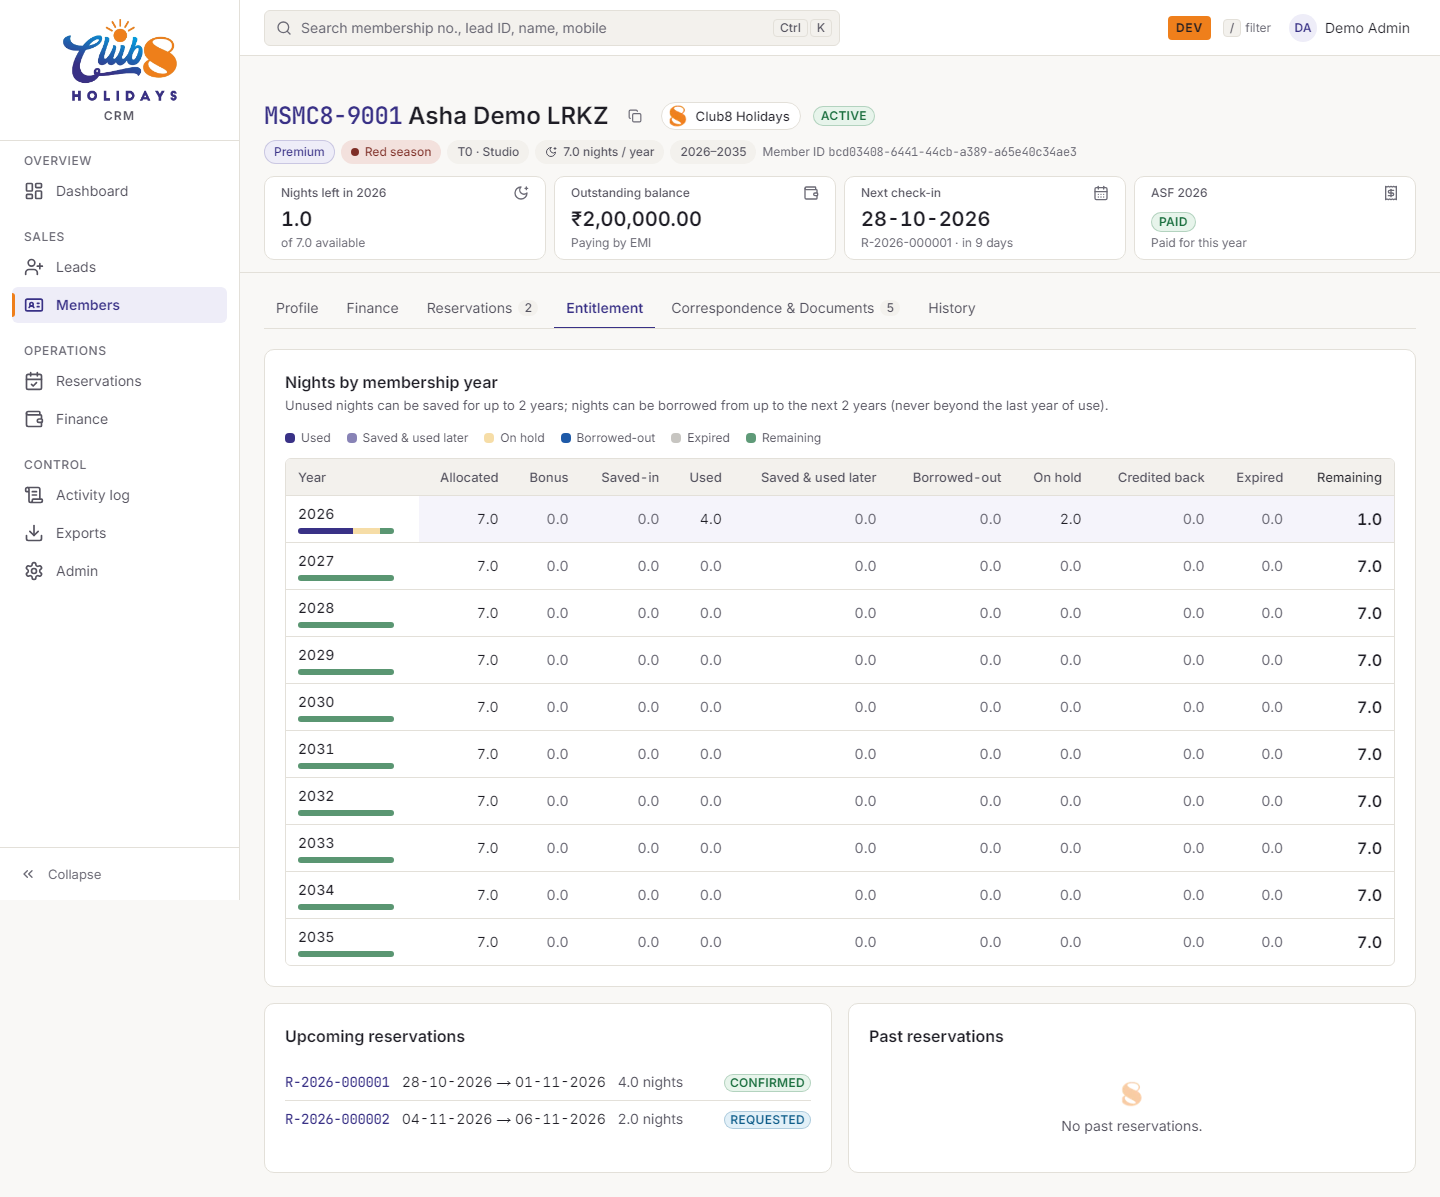 Club8
HOLIDAYS
CRM
Search membership no., lead ID, name, mobile
Ctrl K
DEV
/ filter
DA Demo Admin
OVERVIEW
Dashboard
SALES
Leads
Members
OPERATIONS
Reservations
Finance
CONTROL
Activity log
Exports
Admin
Collapse
MSMC8-9001 Asha Demo LRKZ
Club8 Holidays
ACTIVE
Premium Red season T0 · Studio 7.0 nights / year 2026–2035 Member ID bcd03408-6441-44cb-a389-a65e40c34ae3
Nights left in 2026
1.0
of 7.0 available
Outstanding balance
₹2,00,000.00
Paying by EMI
Next check-in
28-10-2026
R-2026-000001 · in 9 days
ASF 2026
PAID
Paid for this year
Profile Finance Reservations 2 Entitlement Correspondence & Documents 5 History
Nights by membership year
Unused nights can be saved for up to 2 years; nights can be borrowed from up to the next 2 years (never beyond the last year of use).
Used Saved & used later On hold Borrowed-out Expired Remaining
Year Allocated Bonus Saved-in Used Saved & used later Borrowed-out On hold Credited back Expired Remaining
2026 7.0 0.0 0.0 4.0 0.0 0.0 2.0 0.0 0.0 1.0
2027 7.0 0.0 0.0 0.0 0.0 0.0 0.0 0.0 0.0 7.0
2028 7.0 0.0 0.0 0.0 0.0 0.0 0.0 0.0 0.0 7.0
2029 7.0 0.0 0.0 0.0 0.0 0.0 0.0 0.0 0.0 7.0
2030 7.0 0.0 0.0 0.0 0.0 0.0 0.0 0.0 0.0 7.0
2031 7.0 0.0 0.0 0.0 0.0 0.0 0.0 0.0 0.0 7.0
2032 7.0 0.0 0.0 0.0 0.0 0.0 0.0 0.0 0.0 7.0
2033 7.0 0.0 0.0 0.0 0.0 0.0 0.0 0.0 0.0 7.0
2034 7.0 0.0 0.0 0.0 0.0 0.0 0.0 0.0 0.0 7.0
2035 7.0 0.0 0.0 0.0 0.0 0.0 0.0 0.0 0.0 7.0
Upcoming reservations
R-2026-000001 28-10-2026 → 01-11-2026 4.0 nights CONFIRMED
R-2026-000002 04-11-2026 → 06-11-2026 2.0 nights REQUESTED
Past reservations
No past reservations.